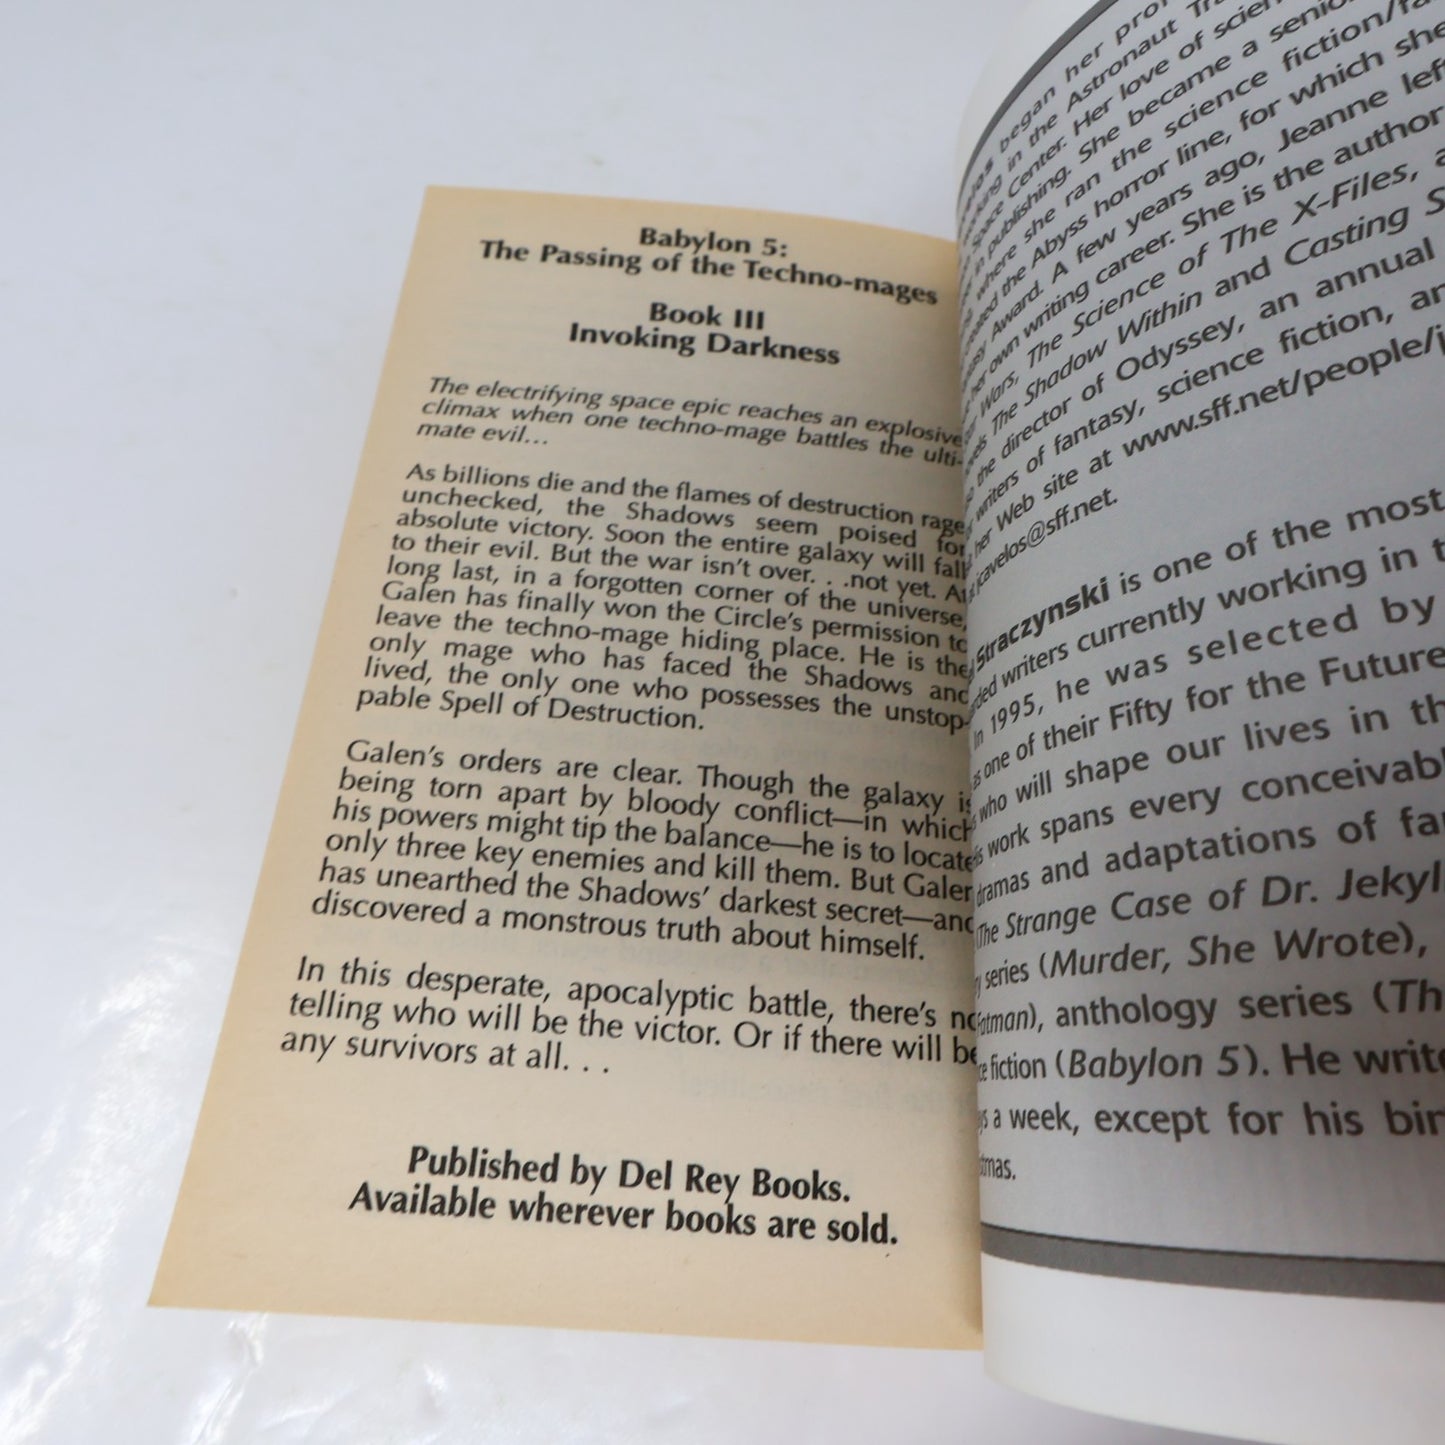 Babylon 5:
The Passing of the Techno-mages
Book III
Invoking Darkness
The electrifying space epic reaches an explosive
climax when one techno-mage battles the ulti-
mate evil...
As billions die and the flames of destruction rage
unchecked, the Shadows seem poised for
absolute victory. Soon the entire galaxy will fall
to their evil. But the war isn't over. . .not yet. At
long last, in a forgotten corner of the universe,
Galen has finally won the Circle's permission to
leave the techno-mage hiding place. He is the
only mage who has faced the Shadows and
lived, the only one who possesses the unstop-
pable Spell of Destruction.
Galen's orders are clear. Though the galaxy is
being torn apart by bloody conflict—in which
his powers might tip the balance—he is to locate
only three key enemies and kill them. But Galen
has unearthed the Shadows' darkest secret—and
discovered a monstrous truth about himself.
In this desperate, apocalyptic battle, there's no
telling who will be the victor. Or if there will be
any survivors at all. . .
Published by Del Rey Books.
Available wherever books are sold.
began her
in the Astronaut
Space Center. Her love of
in publishing. She became a senior
where she ran the science
created the Abyss horror line, for which she
Award. A few years ago, Jeanne left
her own writing career. She is the author
Wars, The Science of The X-Files,
The Shadow Within and Casting
the director of Odyssey, an annual
writers of fantasy, science fiction,
her Web site at www.sff.net/people/
jcavelos@sff.net.
Straczynski is one of the most
writers currently working in
In 1995, he was selected by
as one of their Fifty for the Future
who will shape our lives in
work spans every conceivabl
dramas and adaptations of
(The Strange Case of Dr. Jekyll
series (Murder, She Wrote),
anthology series (Th
fiction (Babylon 5). He write
a week, except for his bir